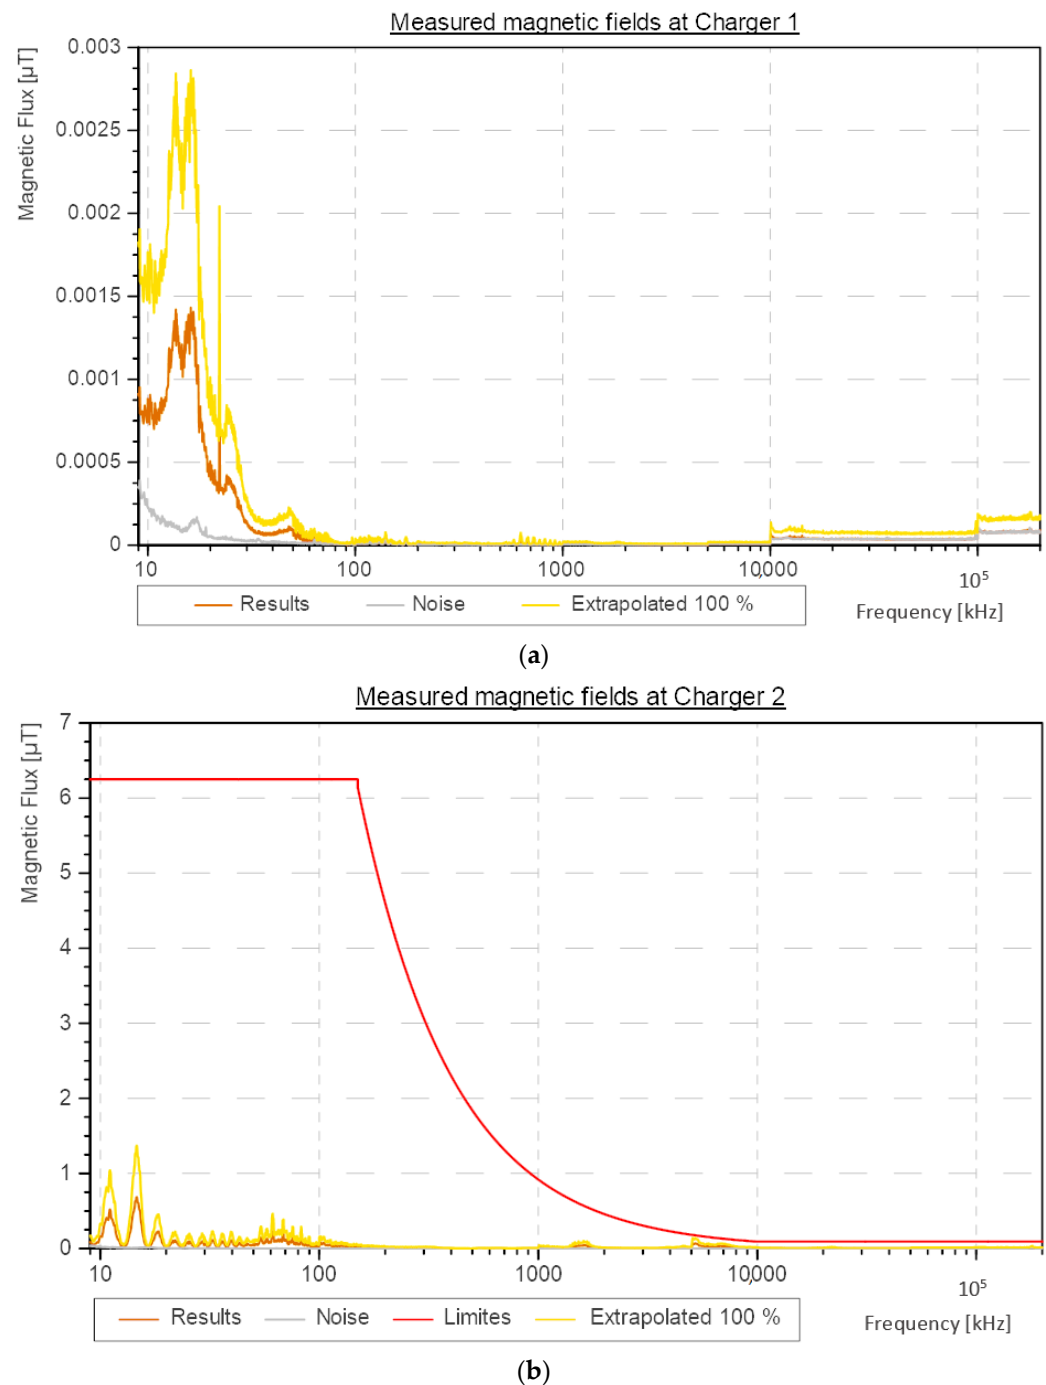 Measured magnetic fields at Charger 1
Magnetic Flux [µT]
0.003
0.0025
0.002
0.0015
0.001
0.0005
0
10 100 1000 10,000 10⁵
Results Noise Extrapolated 100 %
Frequency [kHz]
(a)
Measured magnetic fields at Charger 2
Magnetic Flux [µT]
7
6
5
4
3
2
1
0
10 100 1000 10,000 10⁵
Results Noise Limites Extrapolated 100 %
Frequency [kHz]
(b)